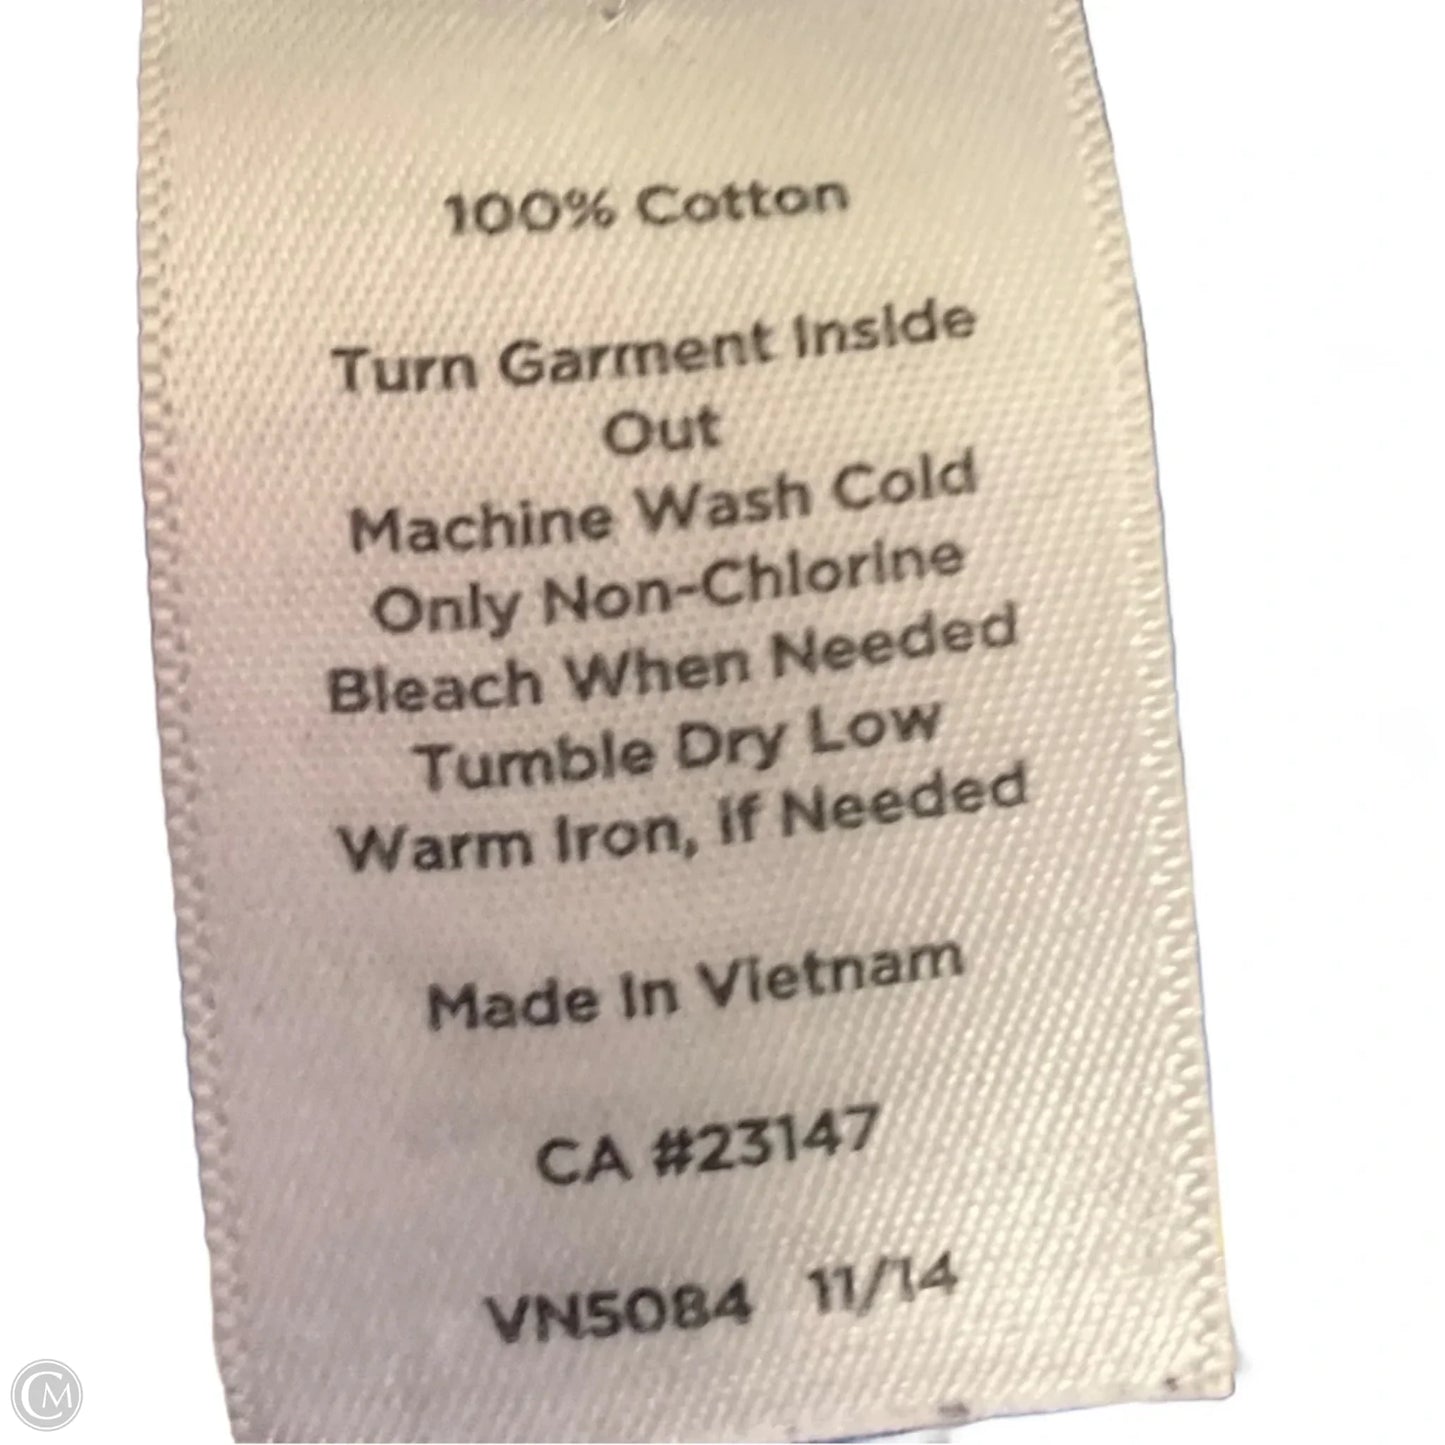 100% Cotton
Turn Garment Inside
Out
Machine Wash Cold
Only Non-Chlorine
Bleach When Needed
Tumble Dry Low
Warm Iron, If Needed
Made In Vietnam
CA #23147
VN5084 11/14
CM